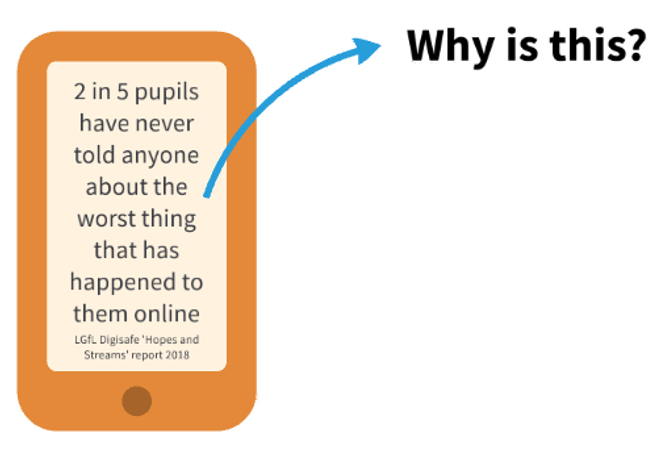 2 in 5 pupils
have never
told anyone
about the
worst thing
that has
happened to
them online
LGfL Digisafe 'Hopes and
Streams' report 2018
Why is this?